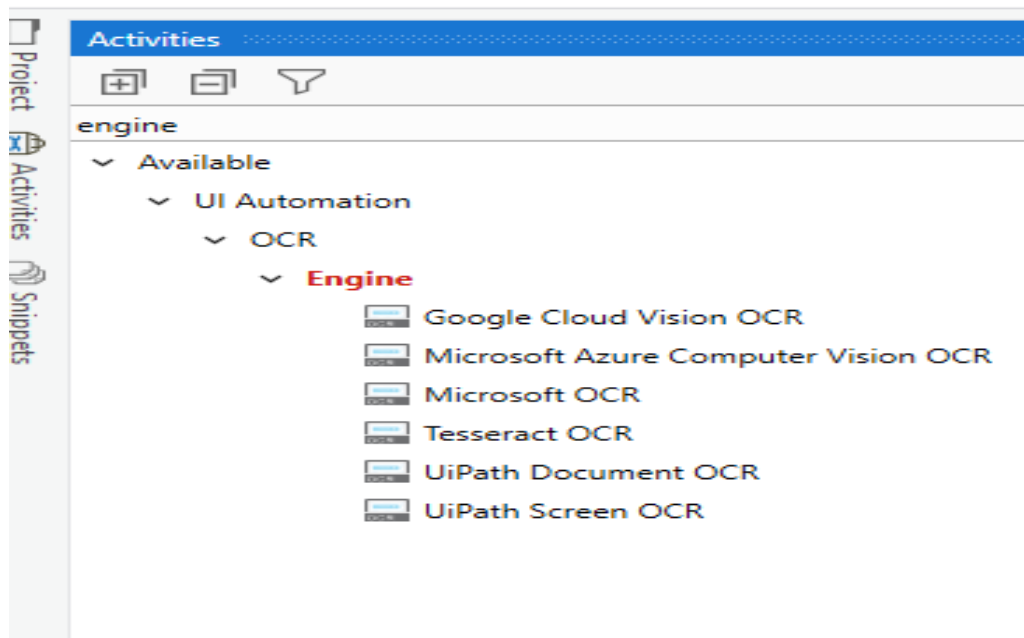 Activities
engine
Available
UI Automation
OCR
Engine
Google Cloud Vision OCR
Microsoft Azure Computer Vision OCR
Microsoft OCR
Tesseract OCR
UiPath Document OCR
UiPath Screen OCR
Project
Activities
Snippets